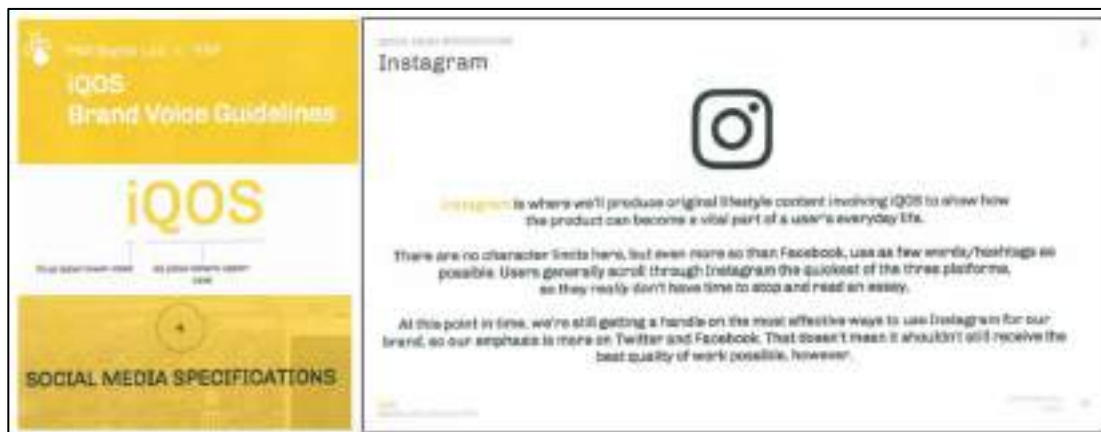 iQOS
Brand Voice Guidelines
iQOS
SOCIAL MEDIA SPECIFICATIONS
SOCIAL MEDIA SPECIFICATIONS
Instagram
Instagram is where we'll produce original lifestyle content involving iQOS to show how
the product can become a vital part of a user's everyday life.
There are no character limits here, but even more so than Facebook, use as few words/hashtags as
possible. Users generally scroll through Instagram the quickest of the three platforms,
so they really don't have time to stop and read an essay.
At this point in time, we're still getting a handle on the most effective ways to use Instagram for our
brand, so our emphasis is more on Twitter and Facebook. That doesn't mean it shouldn't still receive the
best quality of work possible, however.